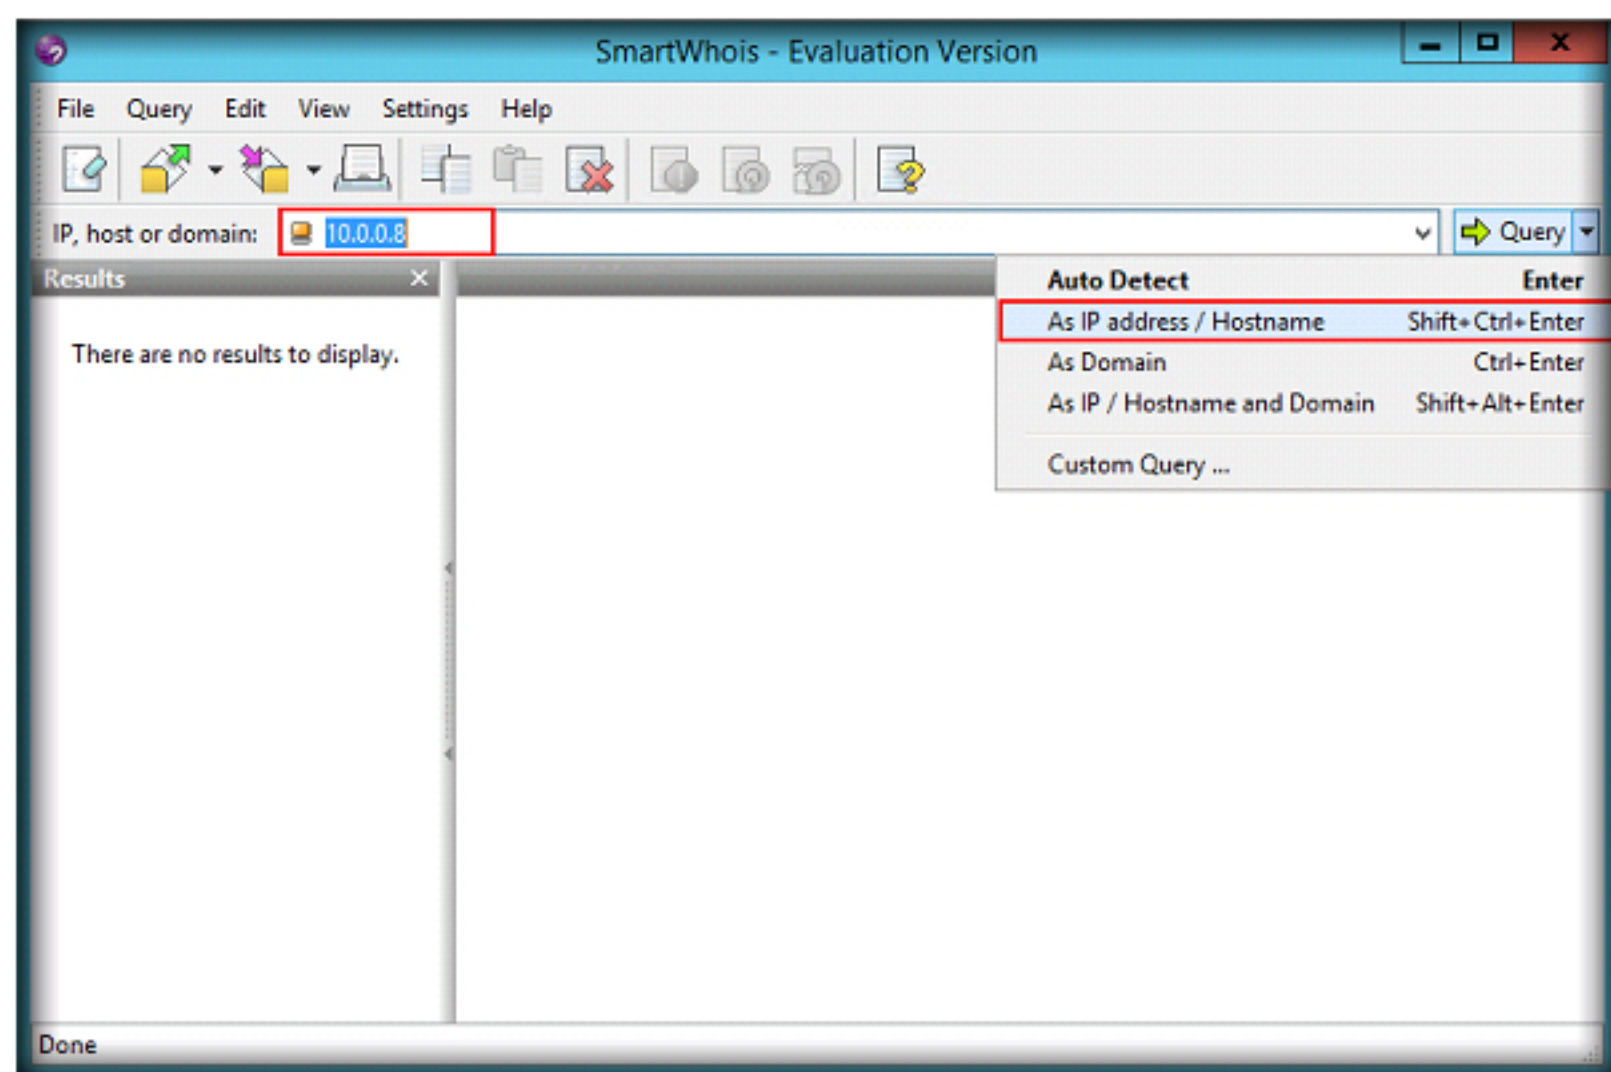 SmartWhois - Evaluation Version
File Query Edit View Settings Help
IP, host or domain: 10.0.0.8 Query
Results
Auto Detect Enter
As IP address / Hostname Shift+Ctrl+Enter
There are no results to display.
As Domain Ctrl+Enter
As IP / Hostname and Domain Shift+Alt+Enter
Custom Query ...
Done